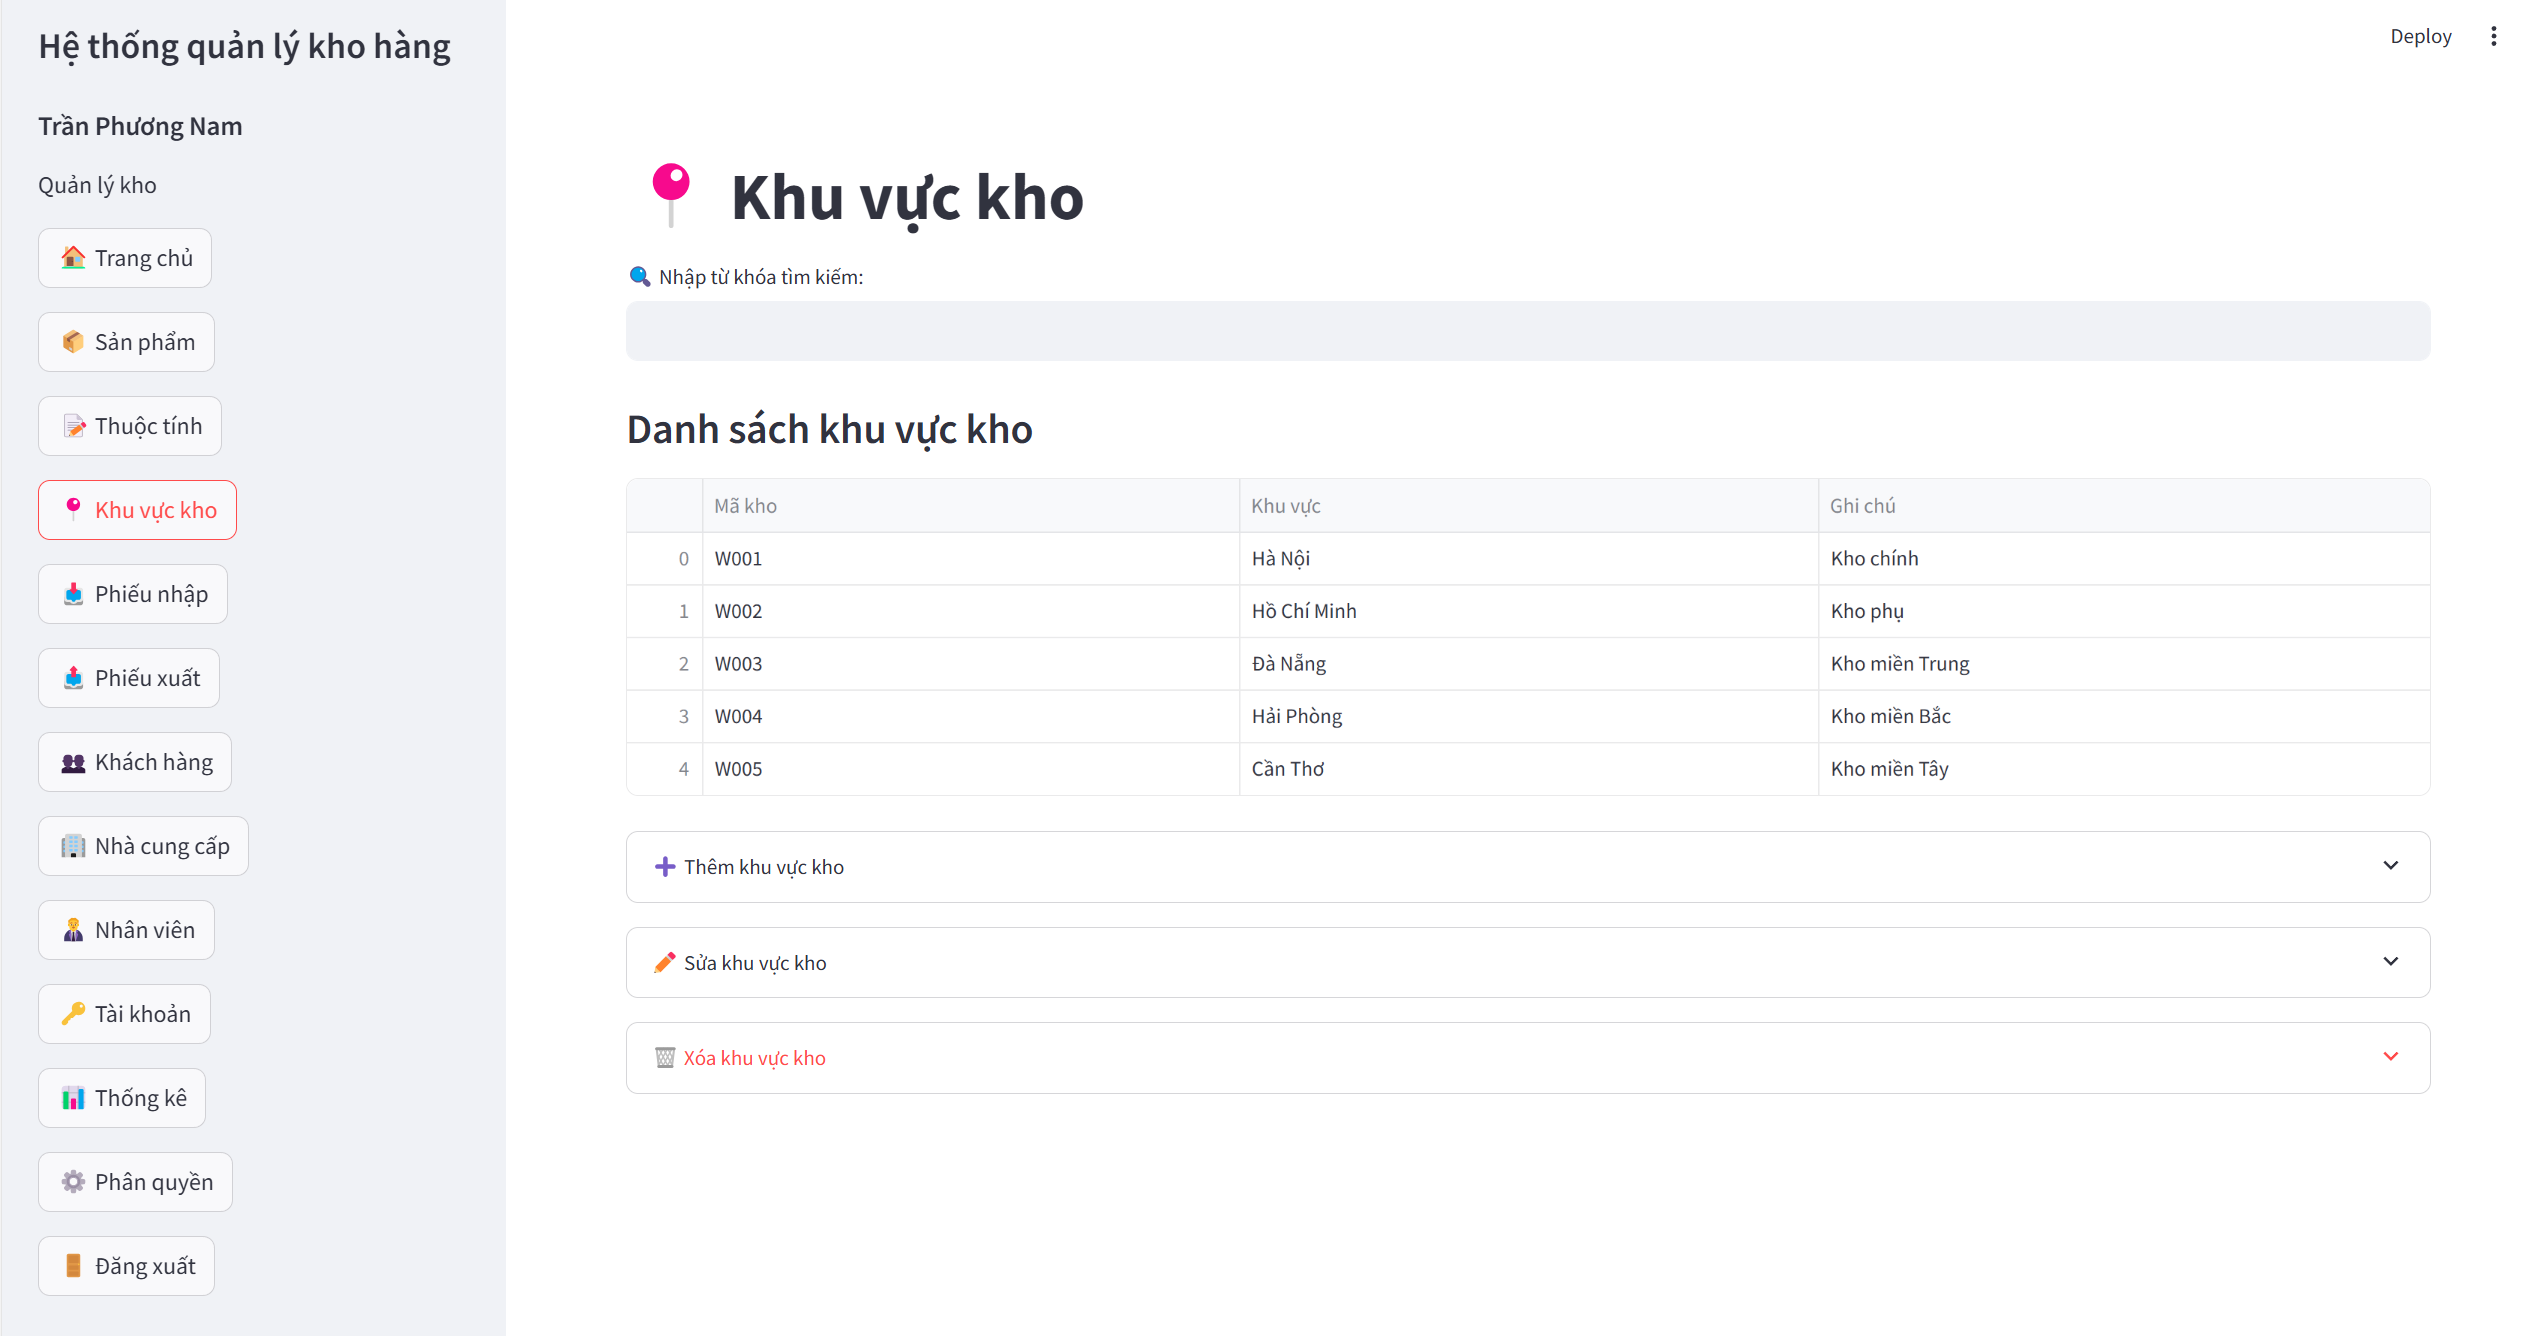 Hệ thống quản lý kho hàng
Trần Phương Nam
Quản lý kho
Trang chủ
Sản phẩm
Thuộc tính
Khu vực kho
Phiếu nhập
Phiếu xuất
Khách hàng
Nhà cung cấp
Nhân viên
Tài khoản
Thống kê
Phân quyền
Đăng xuất
Deploy
Khu vực kho
Nhập từ khóa tìm kiếm:
Danh sách khu vực kho
Mã kho Khu vực Ghi chú
0 W001 Hà Nội Kho chính
1 W002 Hồ Chí Minh Kho phụ
2 W003 Đà Nẵng Kho miền Trung
3 W004 Hải Phòng Kho miền Bắc
4 W005 Cần Thơ Kho miền Tây
Thêm khu vực kho
Sửa khu vực kho
Xóa khu vực kho